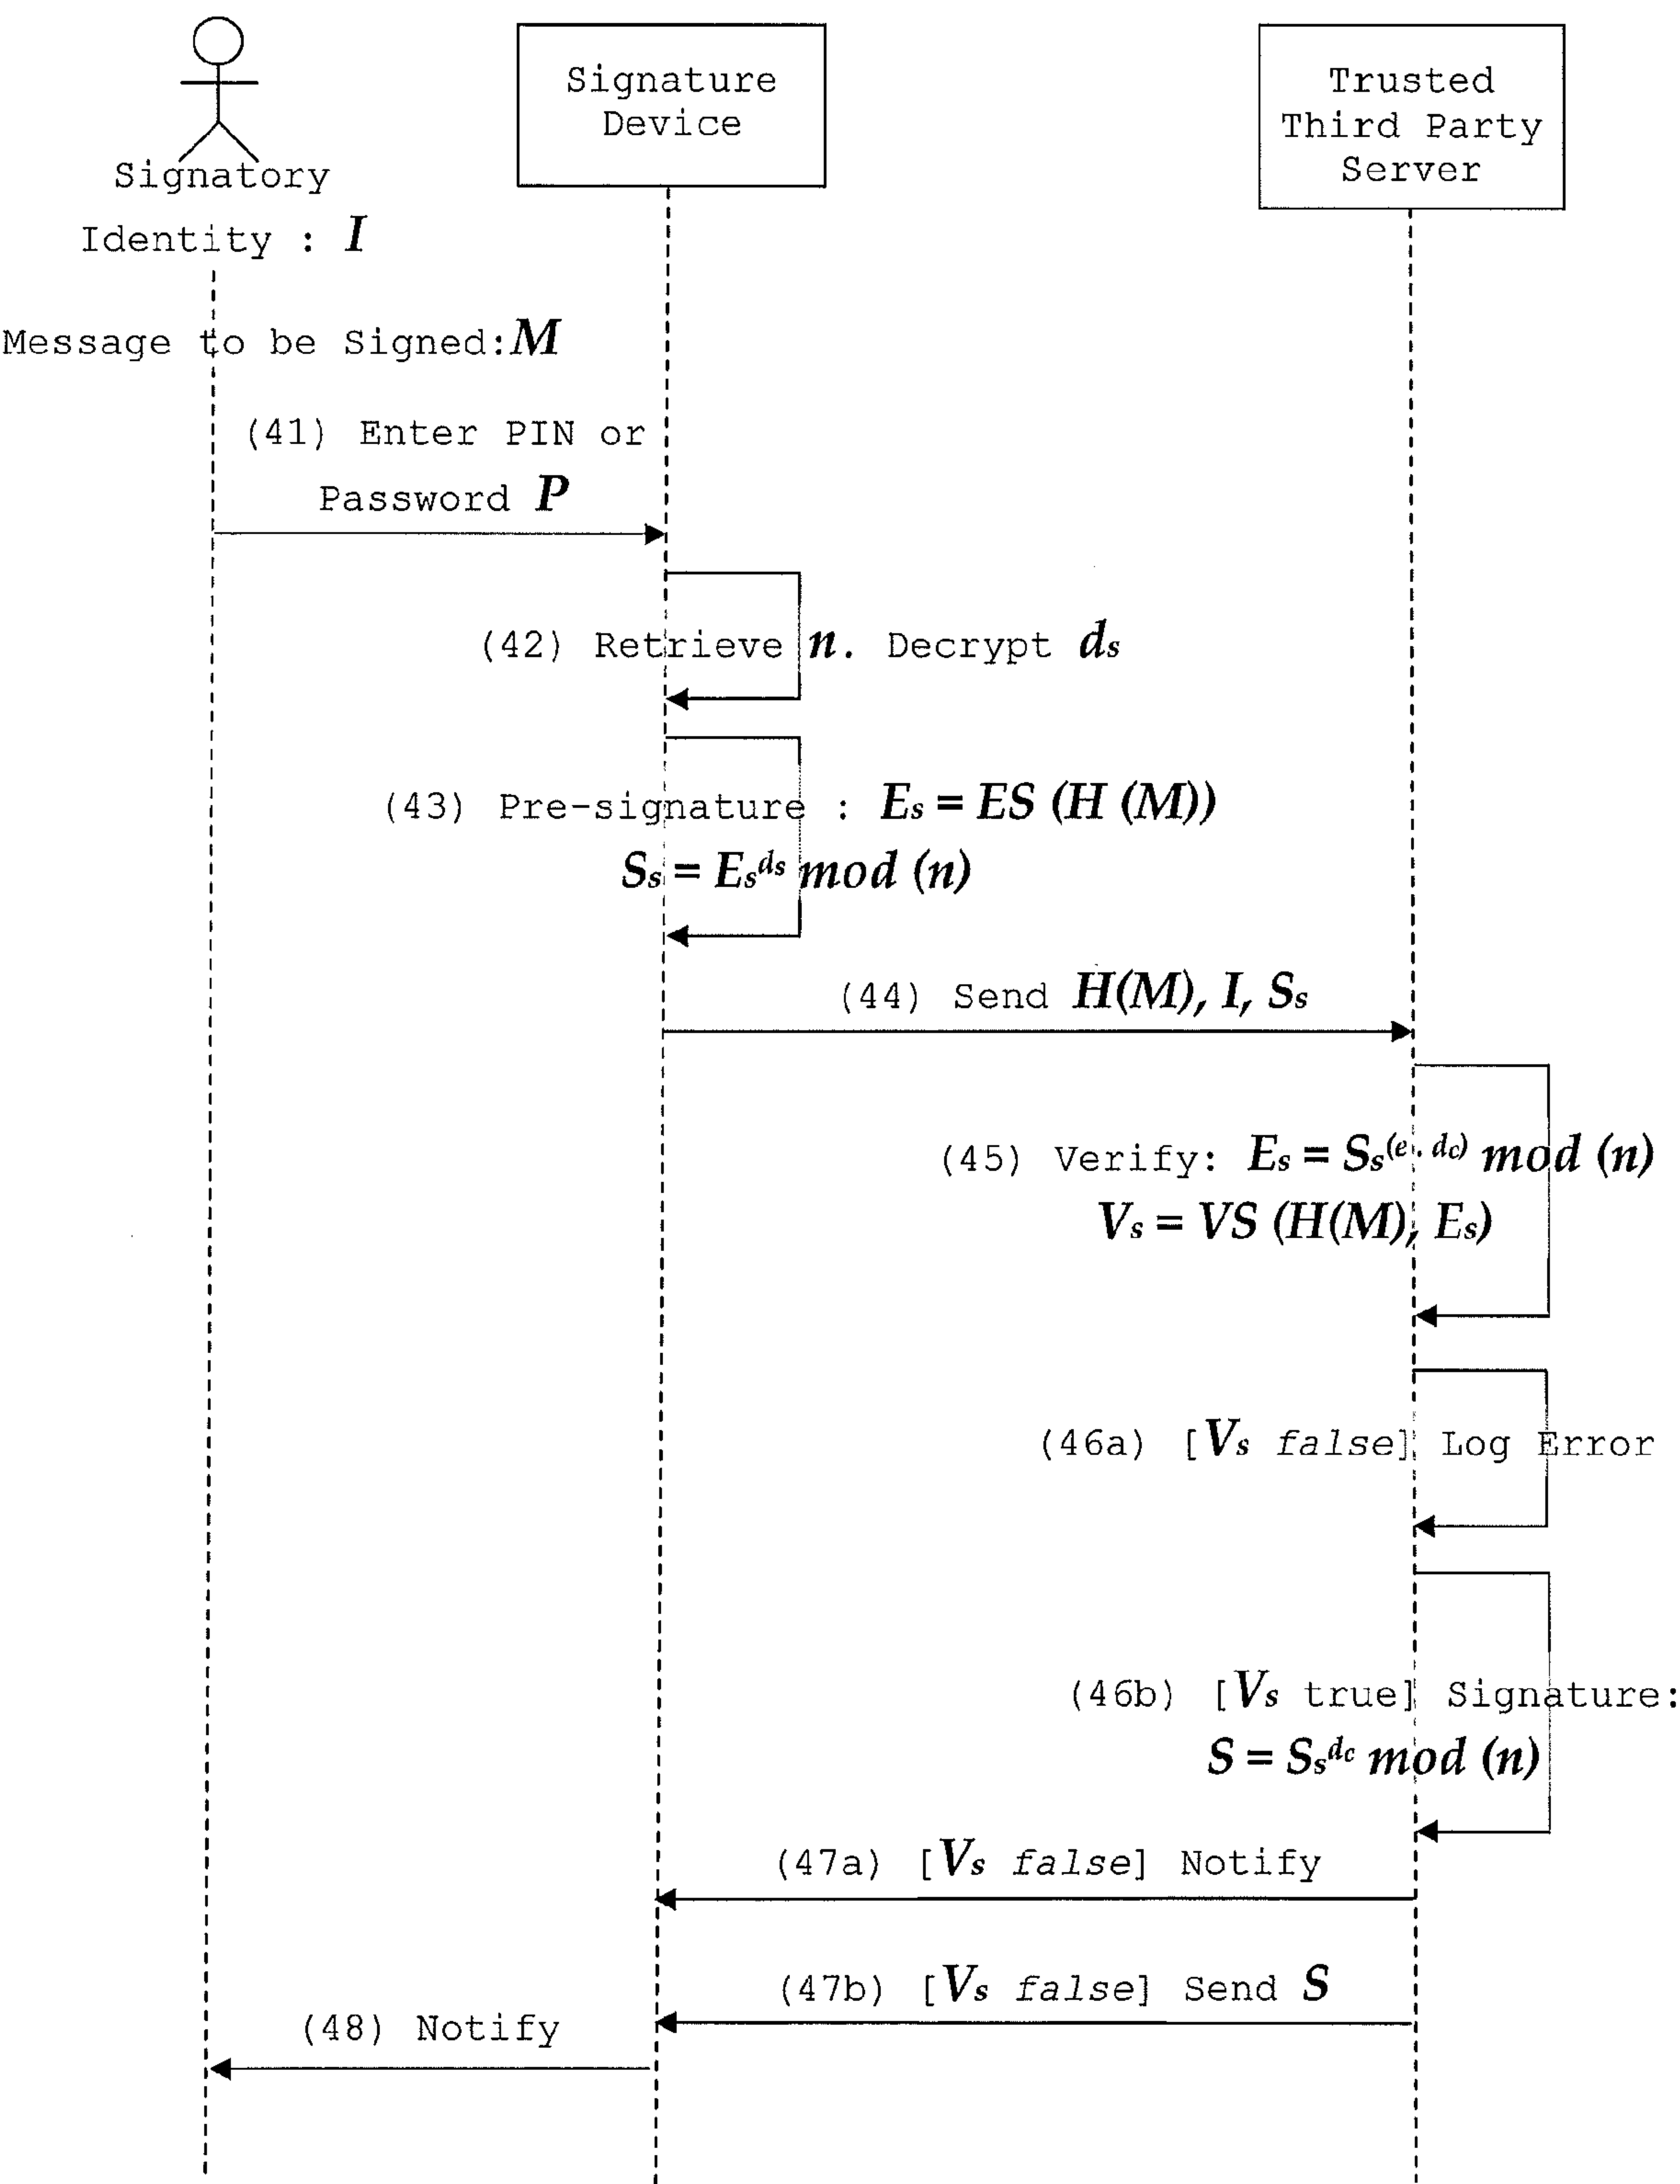 Signature
Device
Trusted
Third Party
Server
Signatory
Identity : I
Message to be Signed:M
(41) Enter PIN or
Password P
(42) Retrieve n. Decrypt ds
(43) Pre-signature : Es = ES (H (M))
Ss = Es^ds mod (n)
(44) Send H(M), I, Ss
(45) Verify: Es = Ss^(e . dc) mod (n)
Vs = VS (H(M), Es)
(46a) [Vs false] Log Error
(46b) [Vs true] Signature:
S = Ss^dc mod (n)
(47a) [Vs false] Notify
(47b) [Vs false] Send S
(48) Notify